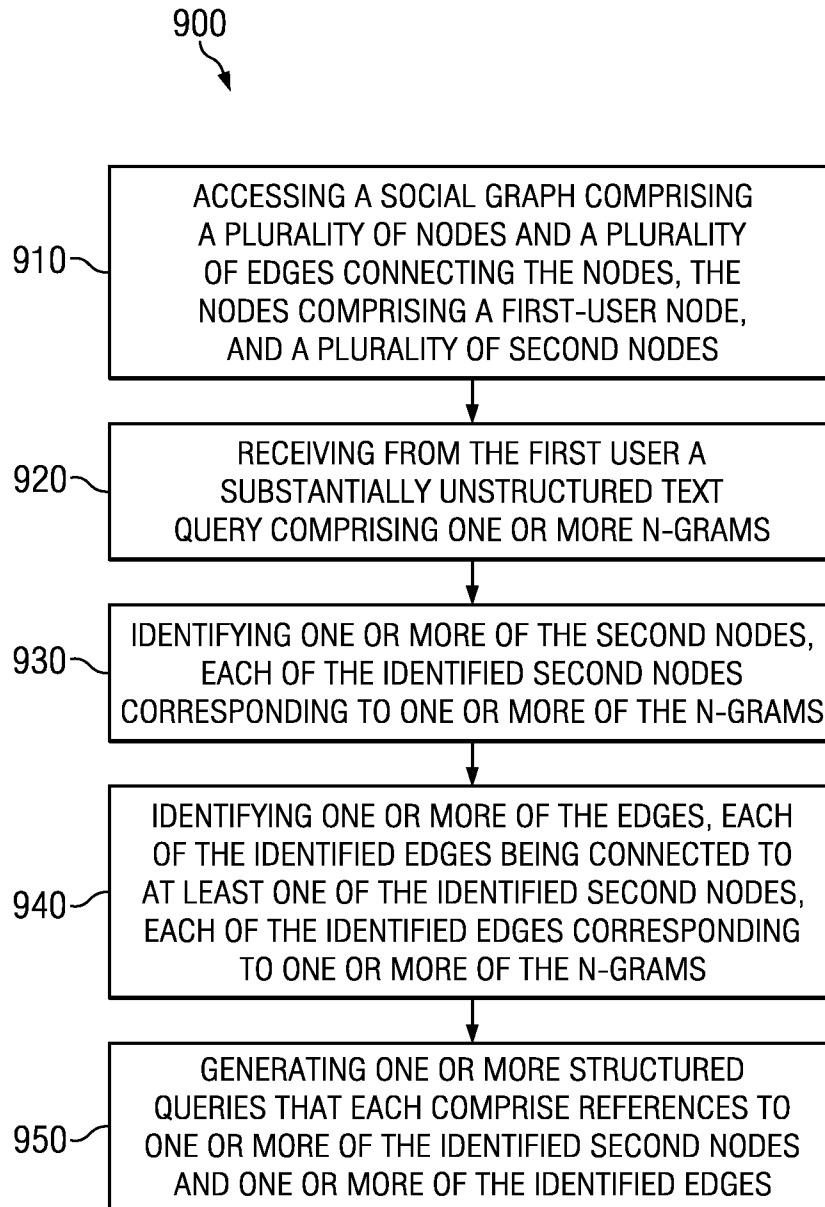 900
910
ACCESSING A SOCIAL GRAPH COMPRISING
A PLURALITY OF NODES AND A PLURALITY
OF EDGES CONNECTING THE NODES, THE
NODES COMPRISING A FIRST-USER NODE,
AND A PLURALITY OF SECOND NODES
920
RECEIVING FROM THE FIRST USER A
SUBSTANTIALLY UNSTRUCTURED TEXT
QUERY COMPRISING ONE OR MORE N-GRAMS
930
IDENTIFYING ONE OR MORE OF THE SECOND NODES,
EACH OF THE IDENTIFIED SECOND NODES
CORRESPONDING TO ONE OR MORE OF THE N-GRAMS
940
IDENTIFYING ONE OR MORE OF THE EDGES, EACH
OF THE IDENTIFIED EDGES BEING CONNECTED TO
AT LEAST ONE OF THE IDENTIFIED SECOND NODES,
EACH OF THE IDENTIFIED EDGES CORRESPONDING
TO ONE OR MORE OF THE N-GRAMS
950
GENERATING ONE OR MORE STRUCTURED
QUERIES THAT EACH COMPRISE REFERENCES TO
ONE OR MORE OF THE IDENTIFIED SECOND NODES
AND ONE OR MORE OF THE IDENTIFIED EDGES